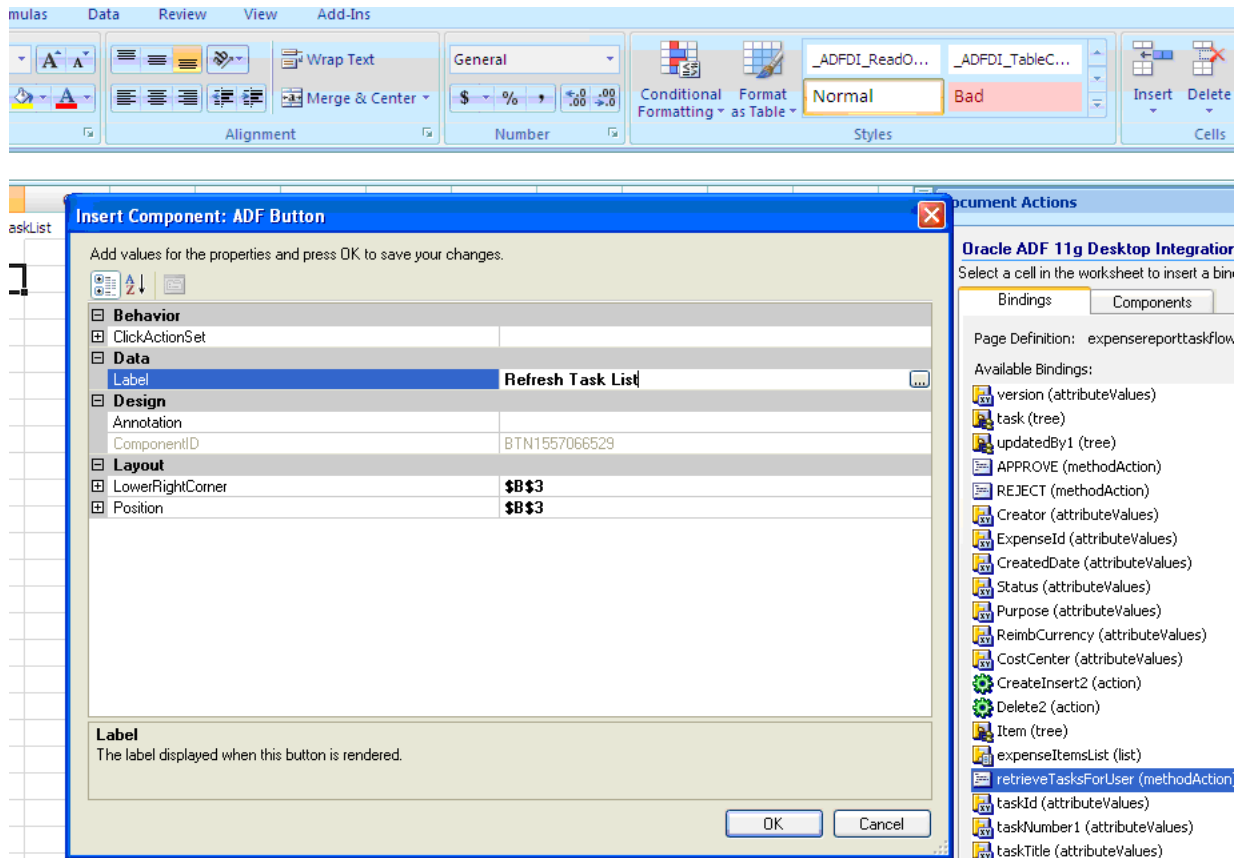 mulas Data Review View Add-Ins
Wrap Text General _ADFDI_ReadO... _ADFDI_TableC...
Merge & Center $ % , Conditional Formatting Format as Table Normal Bad Insert Delete
Alignment Number Styles Cells
askList
Insert Component: ADF Button
Add values for the properties and press OK to save your changes.
Behavior
ClickActionSet
Data
Label Refresh Task List
Design
Annotation
ComponentID BTN1557066529
Layout
LowerRightCorner $B$3
Position $B$3
Label
The label displayed when this button is rendered.
OK Cancel
ocument Actions
Oracle ADF 11g Desktop Integration
Select a cell in the worksheet to insert a bin
Bindings Components
Page Definition: expensereporttaskflow
Available Bindings:
version (attributeValues)
task (tree)
updatedBy1 (tree)
APPROVE (methodAction)
REJECT (methodAction)
Creator (attributeValues)
ExpenseId (attributeValues)
CreatedDate (attributeValues)
Status (attributeValues)
Purpose (attributeValues)
ReimbCurrency (attributeValues)
CostCenter (attributeValues)
CreateInsert2 (action)
Delete2 (action)
Item (tree)
expenseItemsList (list)
retrieveTasksForUser (methodAction)
taskId (attributeValues)
taskNumber1 (attributeValues)
taskTitle (attributeValues)